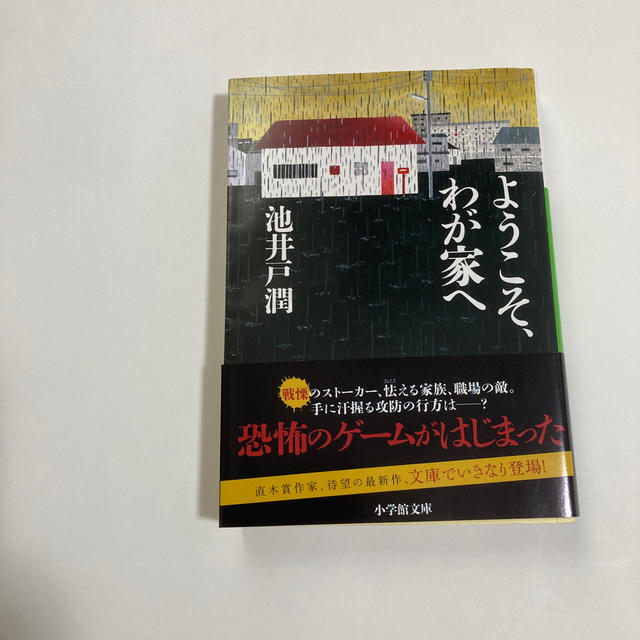 ようこそ、
わが家へ
池井戸潤
戦慄のストーカー、怯える家族、職場の敵。
手に汗握る攻防の行方は──?
恐怖のゲームがはじまった
直木賞作家、待望の最新作、文庫でいきなり登場!
小学館文庫